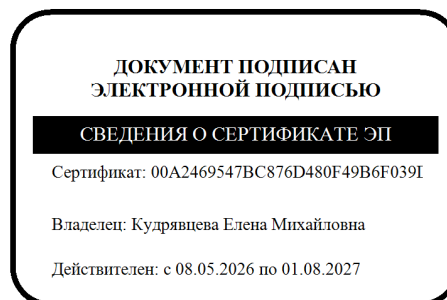 ДОКУМЕНТ ПОДПИСАН
ЭЛЕКТРОННОЙ ПОДПИСЬЮ
СВЕДЕНИЯ О СЕРТИФИКАТЕ ЭП
Сертификат: 00A2469547BC876D480F49B6F039
Владелец: Кудрявцева Елена Михайловна
Действителен: с 08.05.2026 по 01.08.2027